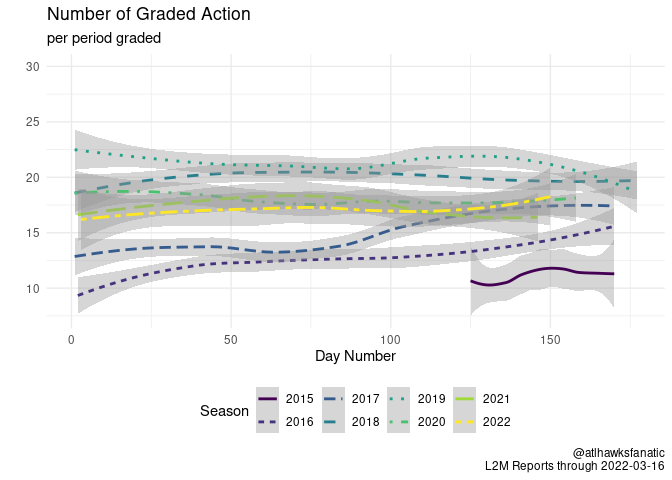 Number of Graded Action
per period graded
30
25
20
15
10
0 50 100 150
Day Number
Season
2015 2017 2019 2021
2016 2018 2020 2022
@atlhawksfanatic
L2M Reports through 2022-03-16